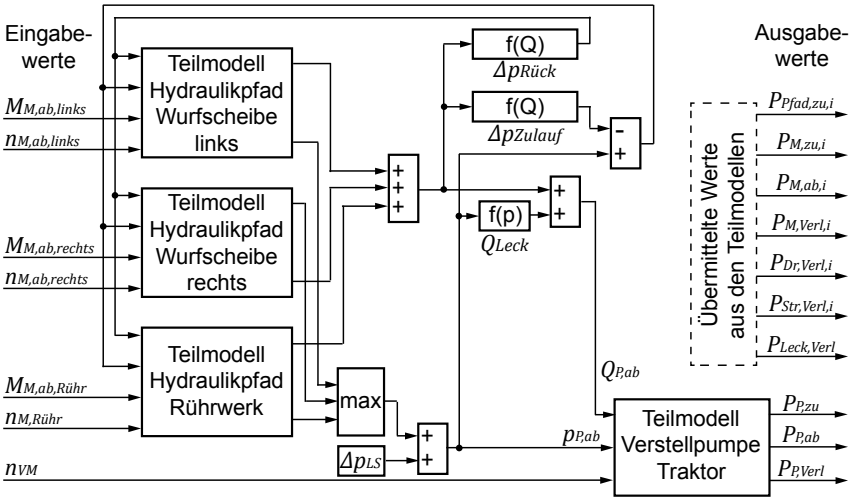 Eingabe-
werte
M_M,ab,links
n_M,ab,links
M_M,ab,rechts
n_M,ab,rechts
M_M,ab,Rühr
n_M,Rühr
n_VM
Teilmodell
Hydraulikpfad
Wurfscheibe
links
Teilmodell
Hydraulikpfad
Wurfscheibe
rechts
Teilmodell
Hydraulikpfad
Rührwerk
max
Δp_LS
+
+
+
+
+
f(Q)
Δp_Rück
f(Q)
Δp_Zulauf
-
+
f(p)
Q_Leck
+
+
Q_P,ab
p_P,ab
Teilmodell
Verstellpumpe
Traktor
Übermittelte Werte
aus den Teilmodellen
Ausgabe-
werte
P_Pfad,zu,i
P_M,zu,i
P_M,ab,i
P_M,Verl,i
P_Dr,Verl,i
P_Str,Verl,i
P_Leck,Verl
P_P,zu
P_P,ab
P_P,Verl